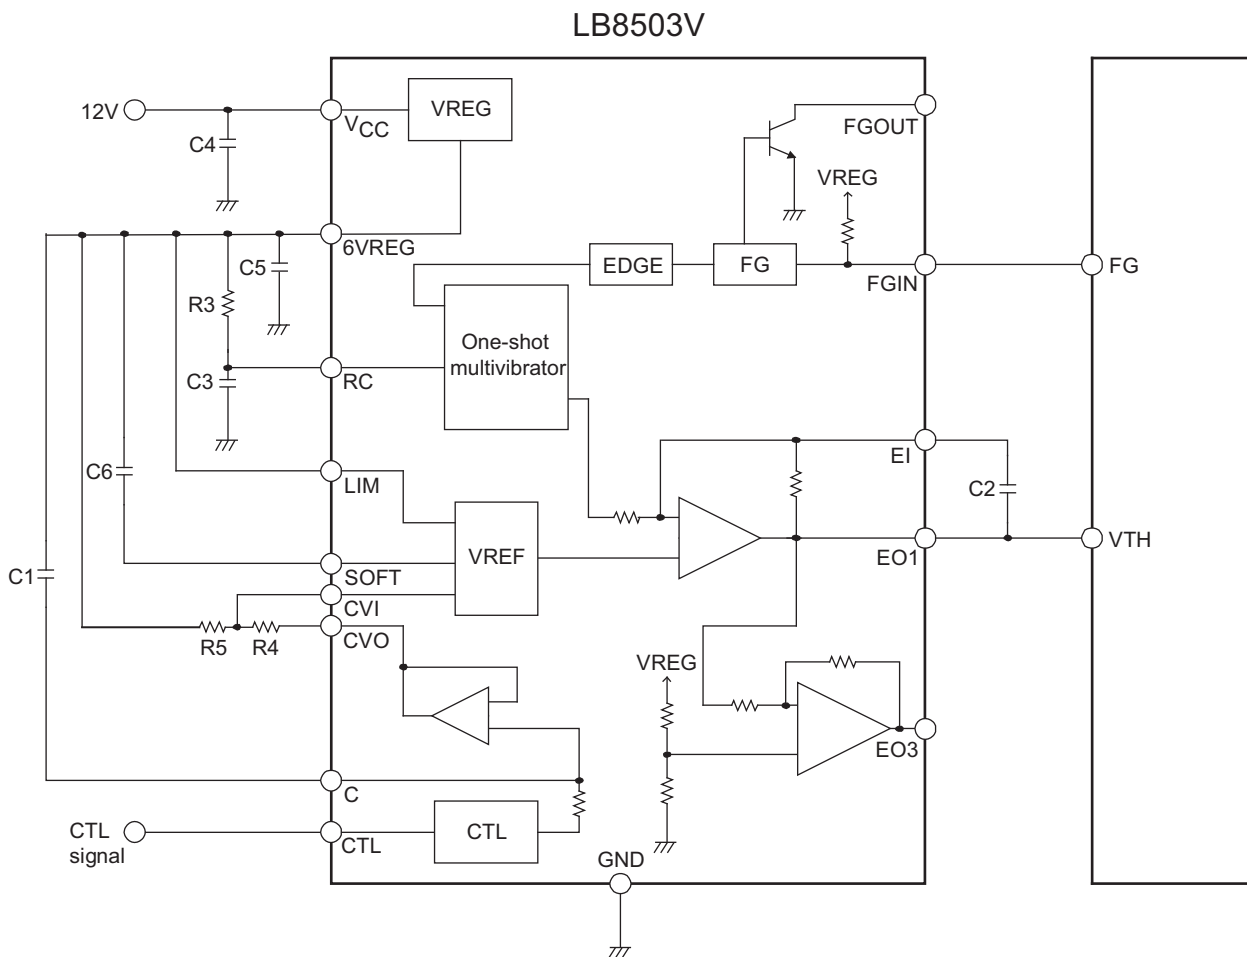 LB8503V
12V
VCC
VREG
C4
FGOUT
VREG
6VREG
C5
EDGE
FG
FGIN
FG
R3
One-shot
multivibrator
C3
RC
EI
C6
LIM
C2
VREF
EO1
VTH
C1
SOFT
CVI
R5
R4
CVO
VREG
EO3
C
CTL
signal
CTL
CTL
GND